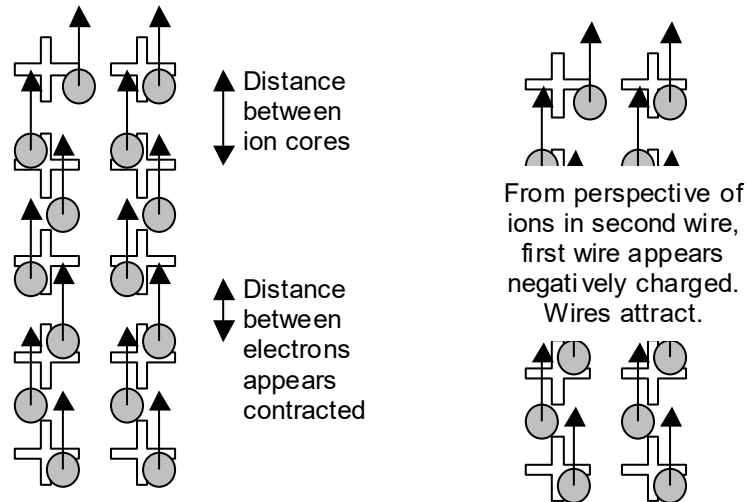 Distance
between
ion cores
Distance
between
electrons
appears
contracted
From perspective of
ions in second wire,
first wire appears
negatively charged.
Wires attract.